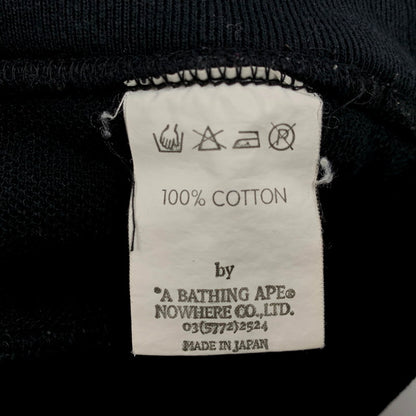 100% COTTON
by
"A BATHING APE®
NOWHERE CO.,LTD.
03(5772)2524
MADE IN JAPAN